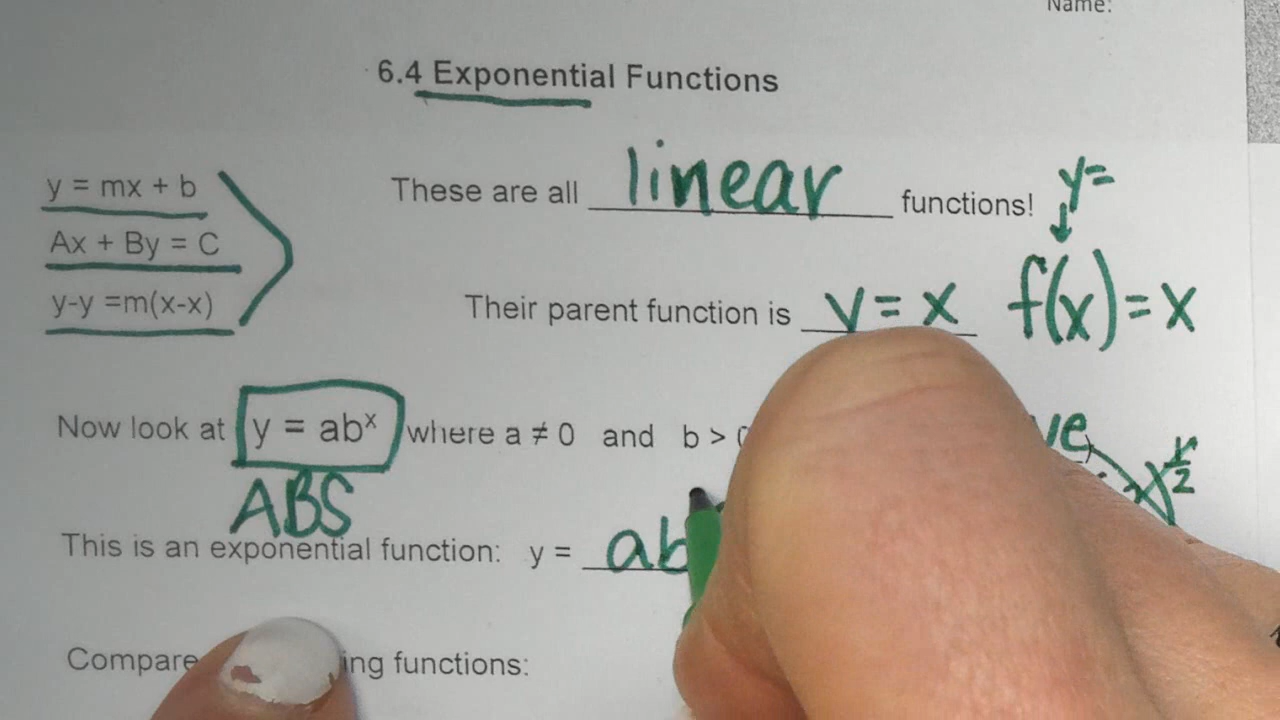 Name:
6.4 Exponential Functions
y = mx + b
Ax + By = C
y-y =m(x-x)
These are all linear functions!
y=
Their parent function is y = x f(x) = x
Now look at y = abˣ where a ≠ 0 and b >
ABS
This is an exponential function: y = ab
Compare ing functions: